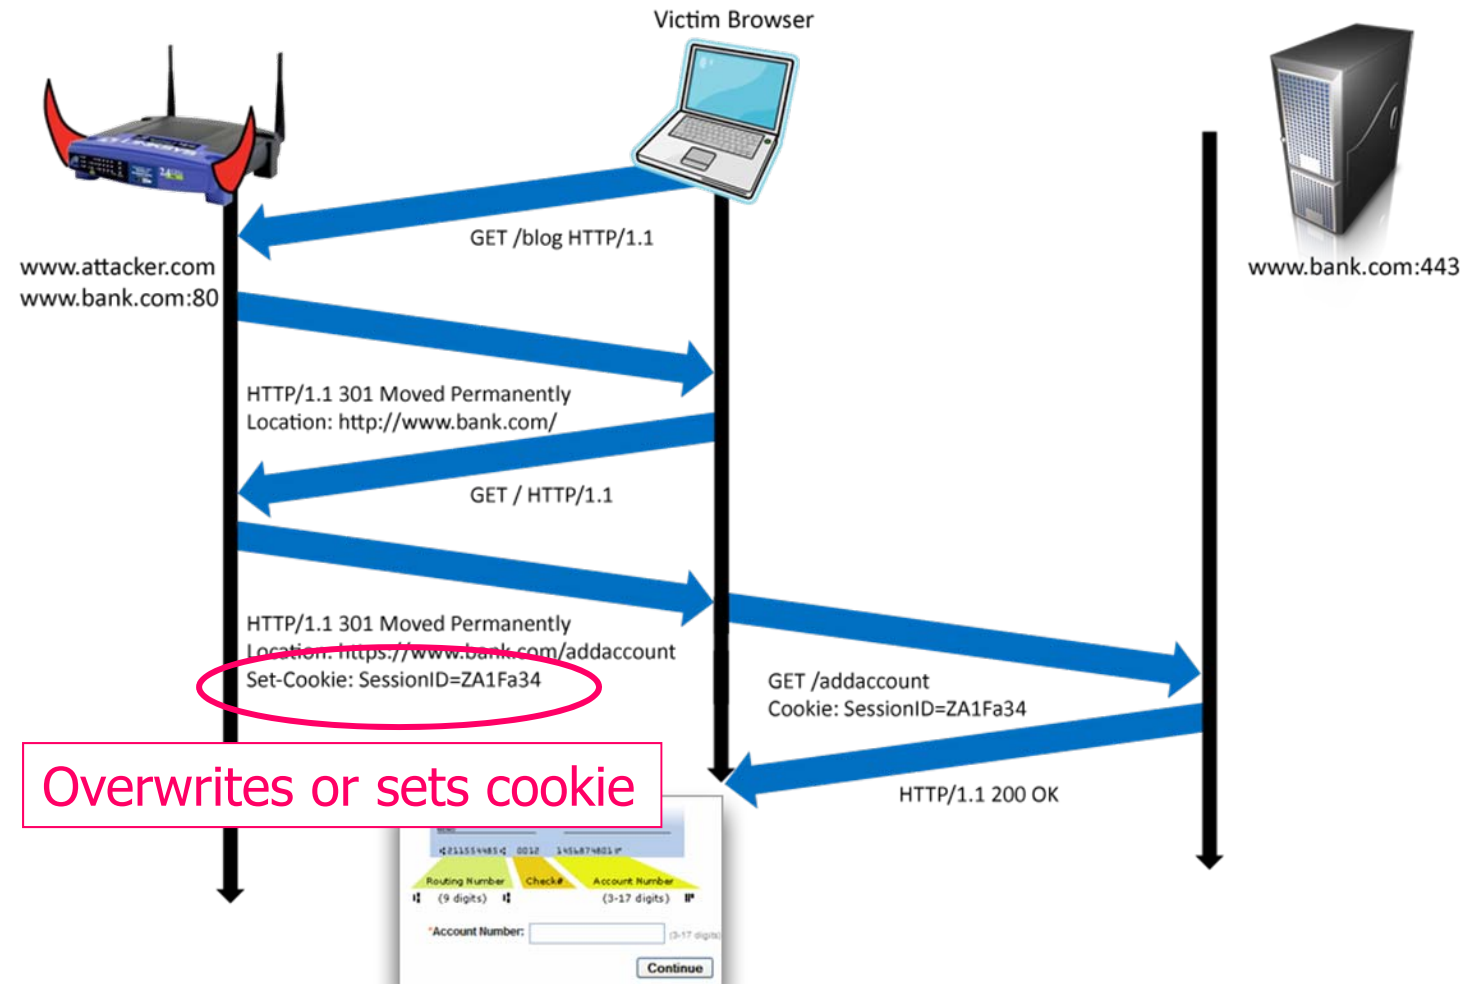 Victim Browser
LINKSYS
GET /blog HTTP/1.1
www.attacker.com
www.bank.com:80
www.bank.com:443
HTTP/1.1 301 Moved Permanently
Location: http://www.bank.com/
GET / HTTP/1.1
HTTP/1.1 301 Moved Permanently
Location: https://www.bank.com/addaccount
Set-Cookie: SessionID=ZA1Fa34
GET /addaccount
Cookie: SessionID=ZA1Fa34
Overwrites or sets cookie
HTTP/1.1 200 OK
Routing Number Check# Account Number
(9 digits) (3-17 digits)
*Account Number: (3-17 digits)
Continue